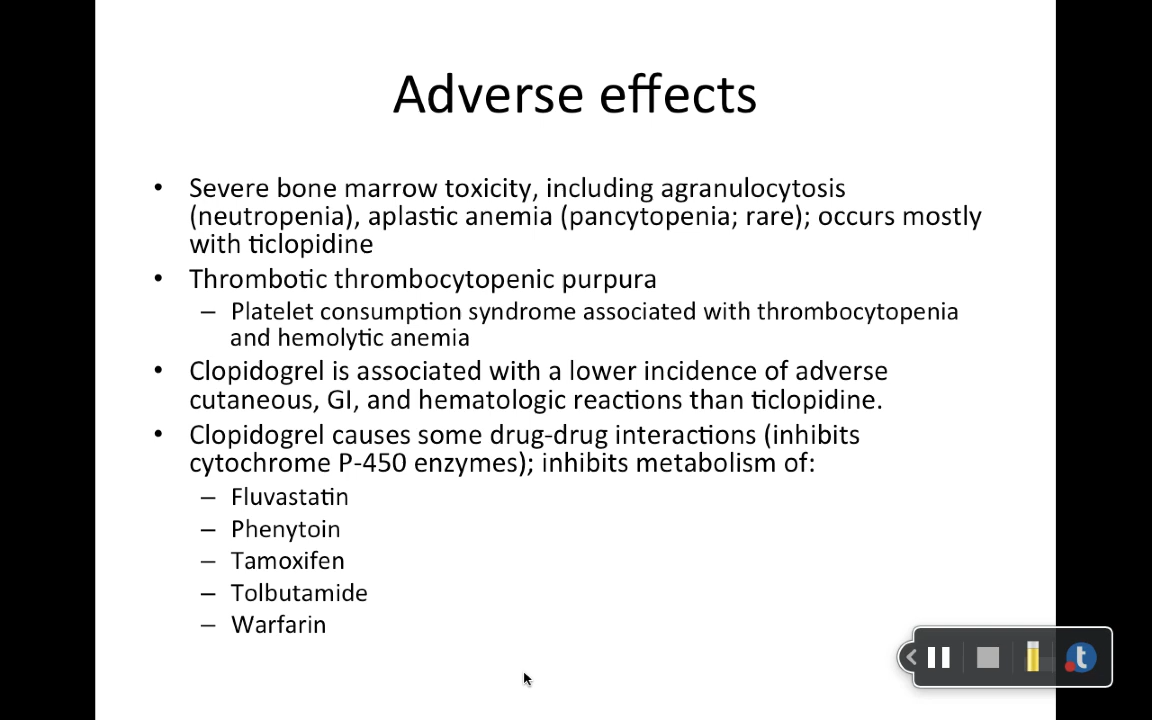 Adverse effects
• Severe bone marrow toxicity, including agranulocytosis
(neutropenia), aplastic anemia (pancytopenia; rare); occurs mostly
with ticlopidine
• Thrombotic thrombocytopenic purpura
– Platelet consumption syndrome associated with thrombocytopenia
and hemolytic anemia
• Clopidogrel is associated with a lower incidence of adverse
cutaneous, GI, and hematologic reactions than ticlopidine.
• Clopidogrel causes some drug-drug interactions (inhibits
cytochrome P-450 enzymes); inhibits metabolism of:
– Fluvastatin
– Phenytoin
– Tamoxifen
– Tolbutamide
– Warfarin
t